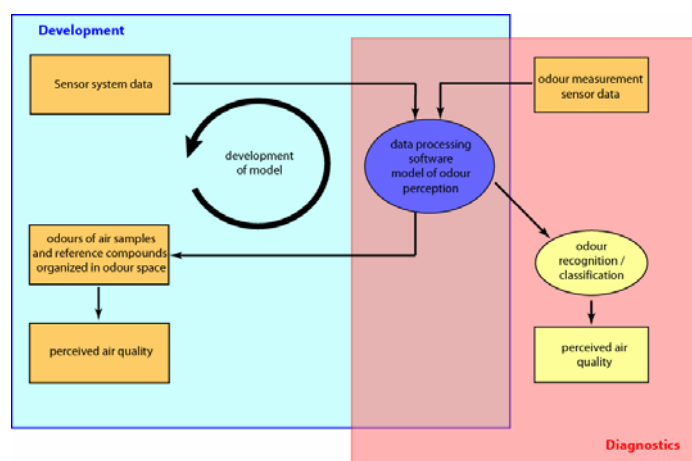 Development
Sensor system data
odour measurement
sensor data
development
of model
data processing
software
model of odour
perception
odours of air samples
and reference compounds
organized in odour space
odour
recognition /
classification
perceived air quality
perceived air
quality
Diagnostics